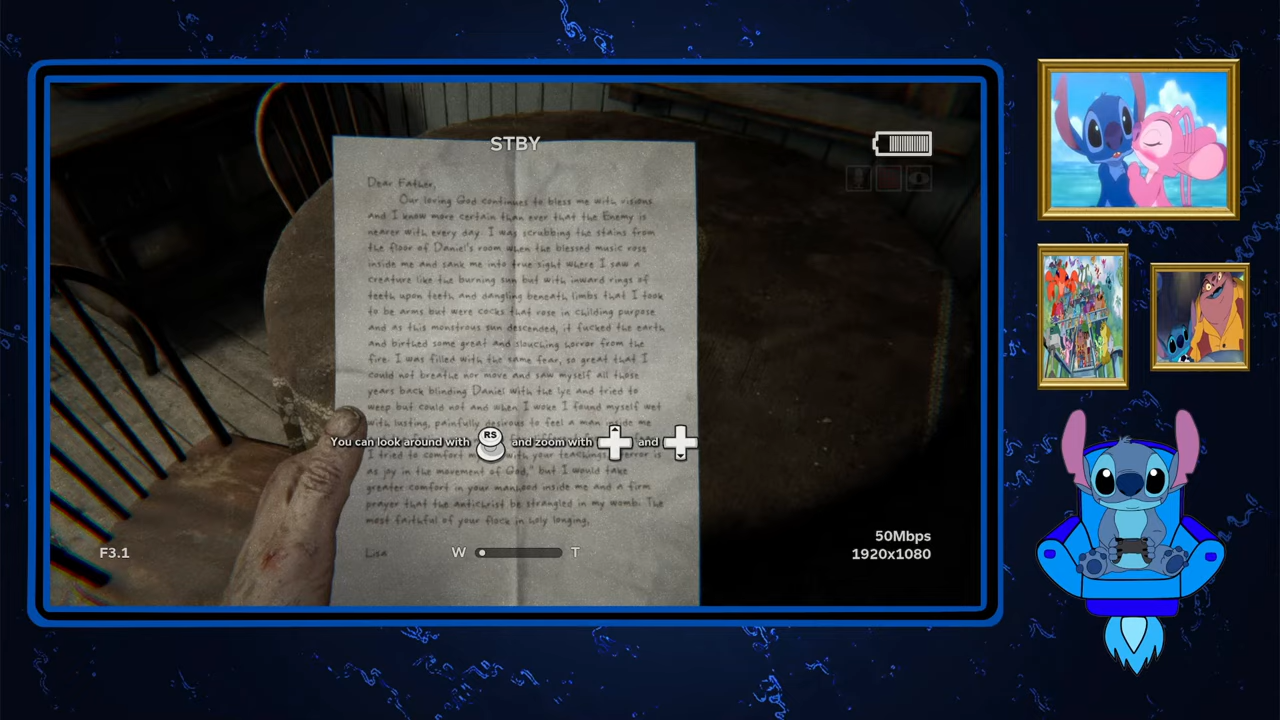 STBY
Dear Father,
Our loving God continues to bless me with visions
and I know more certain than ever that the Enemy is
nearer with every day. I was scrubbing the stains from
the floor of Daniel's room when the blessed music rose
inside me and sank me into true sight where I saw a
creature like the burning sun but with inward rings of
teeth upon teeth and dangling beneath limbs that I took
to be arms but were cocks that rose in childing purpose
and as this monstrous sun descended, it fucked the earth
and birthed some great and slouching horror from the
fire. I was filled with the same fear, so great that I
could not breathe nor move and saw myself all those
years back blinding Daniel with the lye and tried to
weep but could not and when I woke I found myself wet
with lusting, painfully desirous to feel a man inside me
You can look around with RS and zoom with and
I tried to comfort with your teachings, terror is
as joy in the movement of God," but I would take
greater comfort in your manhood inside me and a firm
prayer that the antichrist be strangled in my womb. The
most faithful of your flock in holy longing,
Lisa
F3.1
W T
50Mbps
1920x1080